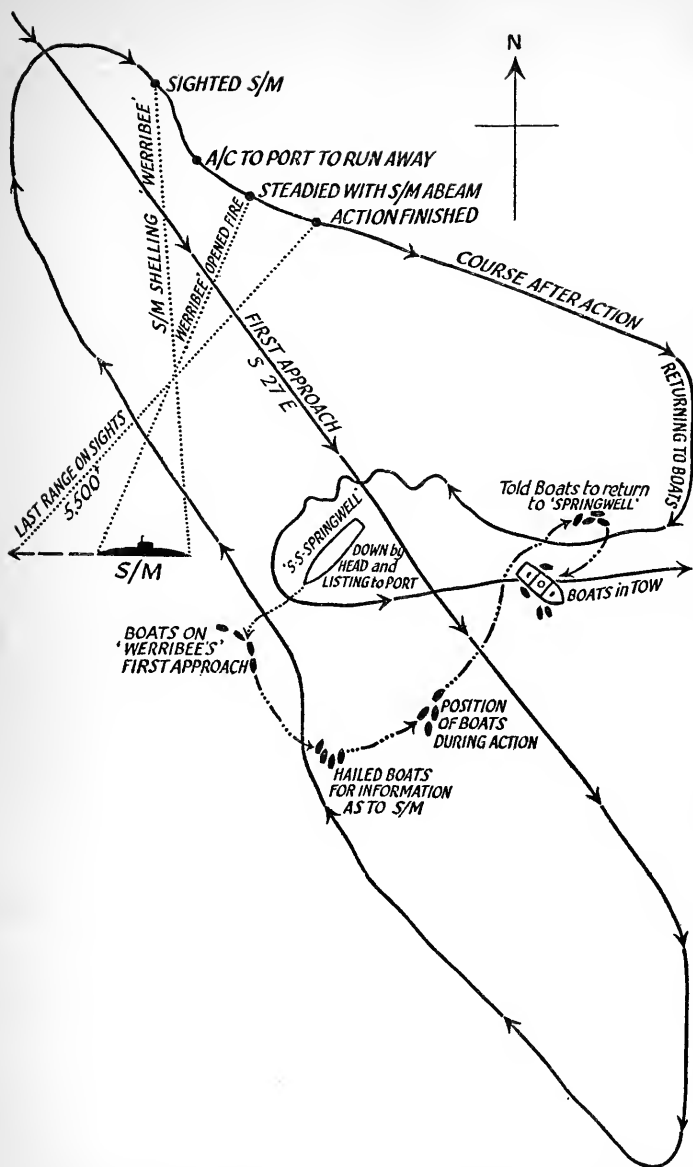 N
SIGHTED S/M
A/C TO PORT TO RUN AWAY
STEADIED WITH S/M ABEAM
ACTION FINISHED
S/M SHELLING 'WERRIBEE'
'WERRIBEE' OPENED FIRE
COURSE AFTER ACTION
FIRST APPROACH
S 27 E
RETURNING TO BOATS
LAST RANGE ON SIGHTS
5,500'
S/M
Told Boats to return
to 'SPRINGWELL'
'S·S·SPRINGWELL'
DOWN by
HEAD and
LISTING to PORT
BOATS in TOW
BOATS ON
'WERRIBEE'S'
FIRST APPROACH
POSITION
OF BOATS
DURING ACTION
HAILED BOATS
FOR INFORMATION
AS TO S/M